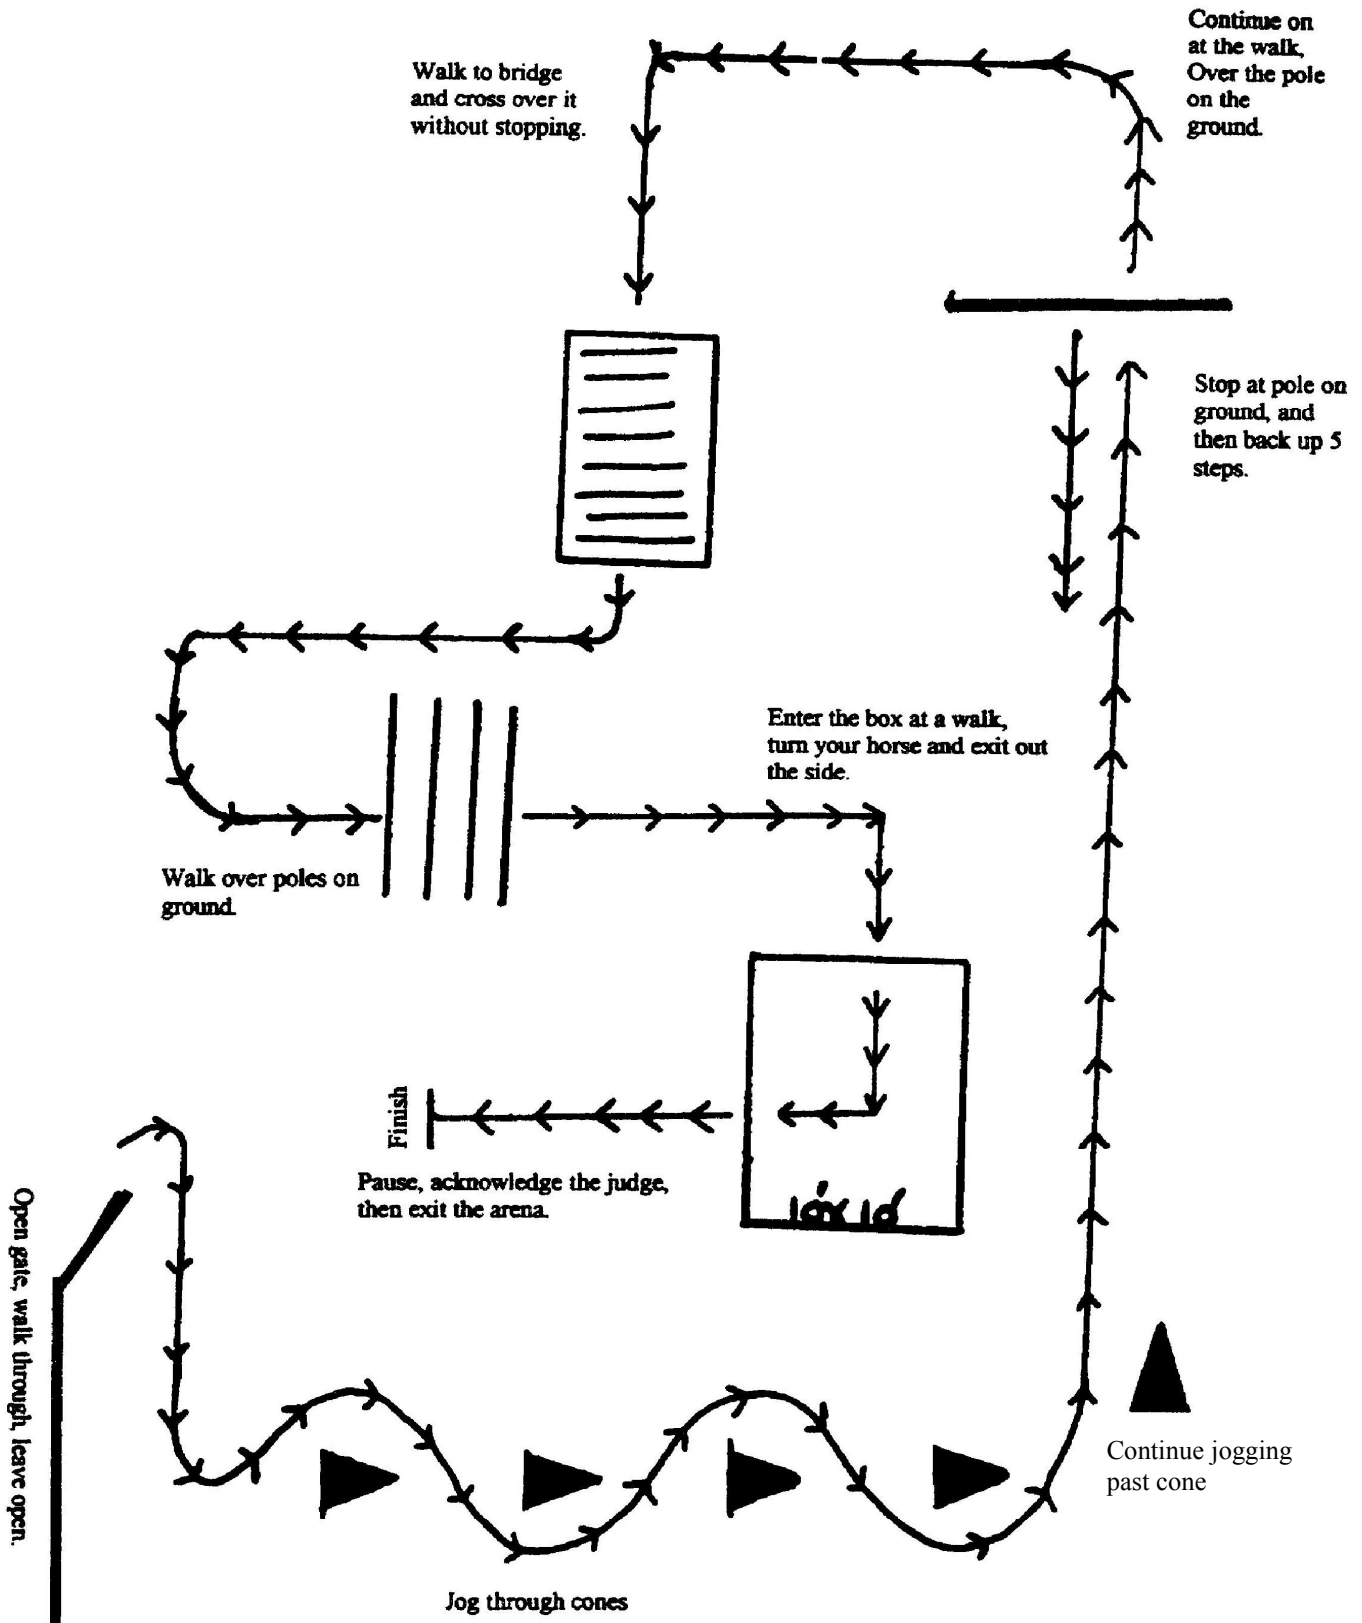 Continue on
at the walk,
Over the pole
on the
ground.
Walk to bridge
and cross over it
without stopping.
Stop at pole on
ground, and
then back up 5
steps.
Enter the box at a walk,
turn your horse and exit out
the side.
Walk over poles on
ground.
Finish
Pause, acknowledge the judge,
then exit the arena.
10'x 10'
Open gate, walk through, leave open.
Continue jogging
past cone
Jog through cones